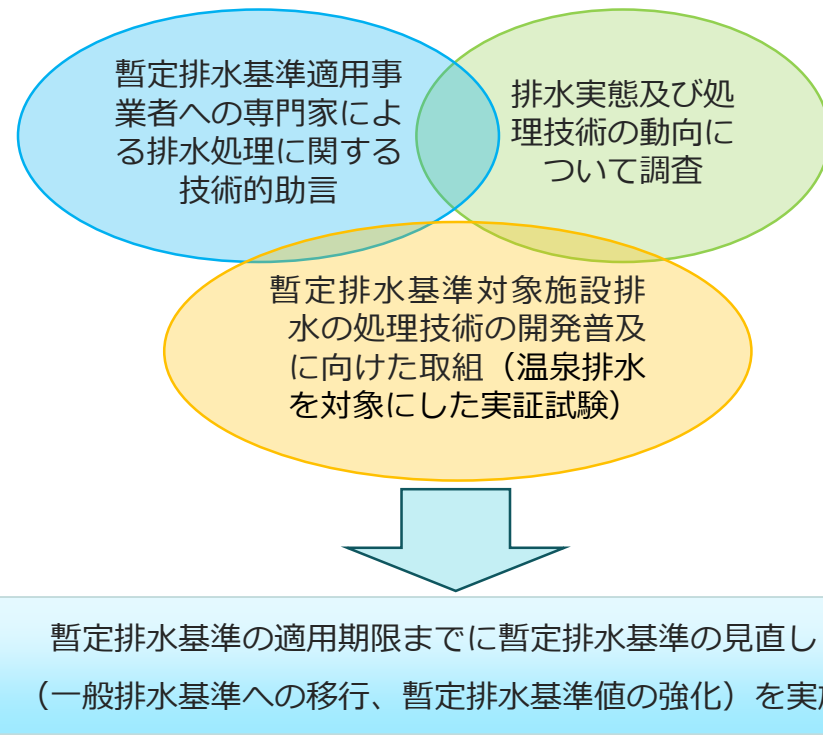 暫定排水基準適用事
業者への専門家によ
る排水処理に関する
技術的助言
排水実態及び処
理技術の動向に
ついて調査
暫定排水基準対象施設排
水の処理技術の開発普及
に向けた取組（温泉排水
を対象にした実証試験）
暫定排水基準の適用期限までに暫定排水基準の見直し
（一般排水基準への移行、暫定排水基準値の強化）を実